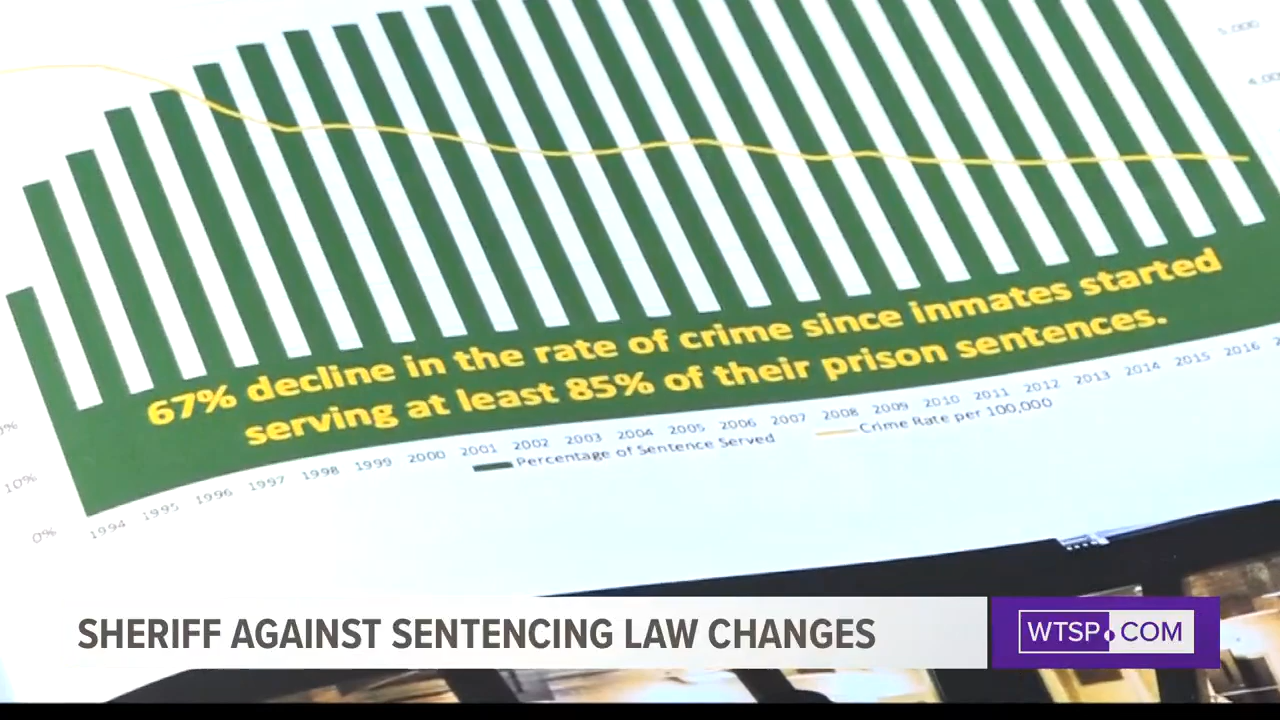 5,000
67% decline in the rate of crime since inmates started
serving at least 85% of their prison sentences.
10%
0%
1994 1995 1996 1997 1998 1999 2000 2001 2002 2003 2004 2005 2006 2007 2008 2009 2010 2011 2012 2013 2014 2015 2016
Percentage of Sentence Served
Crime Rate per 100,000
SHERIFF AGAINST SENTENCING LAW CHANGES
WTSP.COM